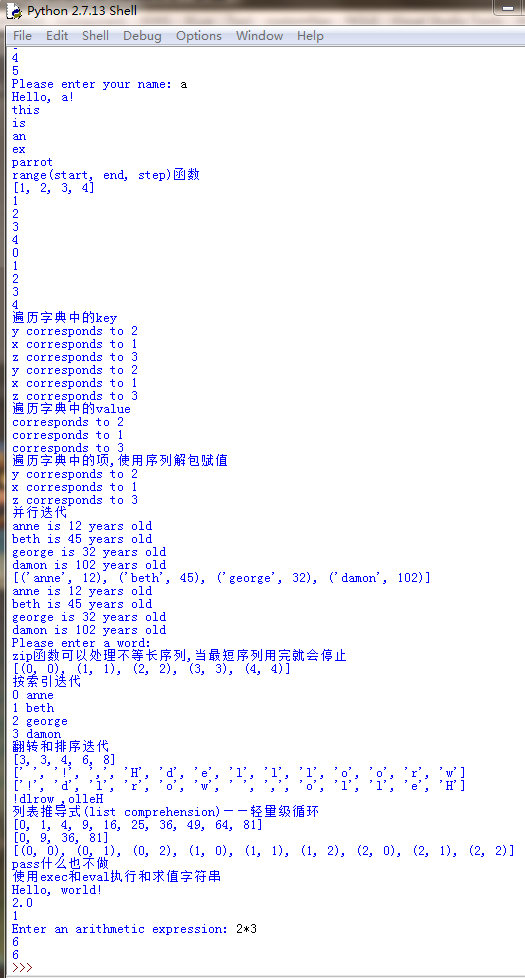 Python 2.7.13 Shell
File Edit Shell Debug Options Window Help
4
5
Please enter your name: a
Hello, a!
this
is
an
ex
parrot
range(start, end, step)函数
[1, 2, 3, 4]
1
2
3
4
0
1
2
3
4
遍历字典中的key
y corresponds to 2
x corresponds to 1
z corresponds to 3
y corresponds to 2
x corresponds to 1
z corresponds to 3
遍历字典中的value
corresponds to 2
corresponds to 1
corresponds to 3
遍历字典中的项,使用序列解包赋值
y corresponds to 2
x corresponds to 1
z corresponds to 3
并行迭代
anne is 12 years old
beth is 45 years old
george is 32 years old
damon is 102 years old
[('anne', 12), ('beth', 45), ('george', 32), ('damon', 102)]
anne is 12 years old
beth is 45 years old
george is 32 years old
damon is 102 years old
Please enter a word:
zip函数可以处理不等长序列,当最短序列用完就会停止
[(0, 0), (1, 1), (2, 2), (3, 3), (4, 4)]
按索引迭代
0 anne
1 beth
2 george
3 damon
翻转和排序迭代
[3, 3, 4, 6, 8]
[' ', '!', ',', 'H', 'd', 'e', 'l', 'l', 'l', 'o', 'o', 'r', 'w']
['!', 'd', 'l', 'r', 'o', 'w', ' ', ',', 'o', 'l', 'l', 'e', 'H']
!dlrow ,olleH
列表推导式(list comprehension)——轻量级循环
[0, 1, 4, 9, 16, 25, 36, 49, 64, 81]
[0, 9, 36, 81]
[(0, 0), (0, 1), (0, 2), (1, 0), (1, 1), (1, 2), (2, 0), (2, 1), (2, 2)]
pass什么也不做
使用exec和eval执行和求值字符串
Hello, world!
2.0
1
Enter an arithmetic expression: 2*3
6
6
>>>